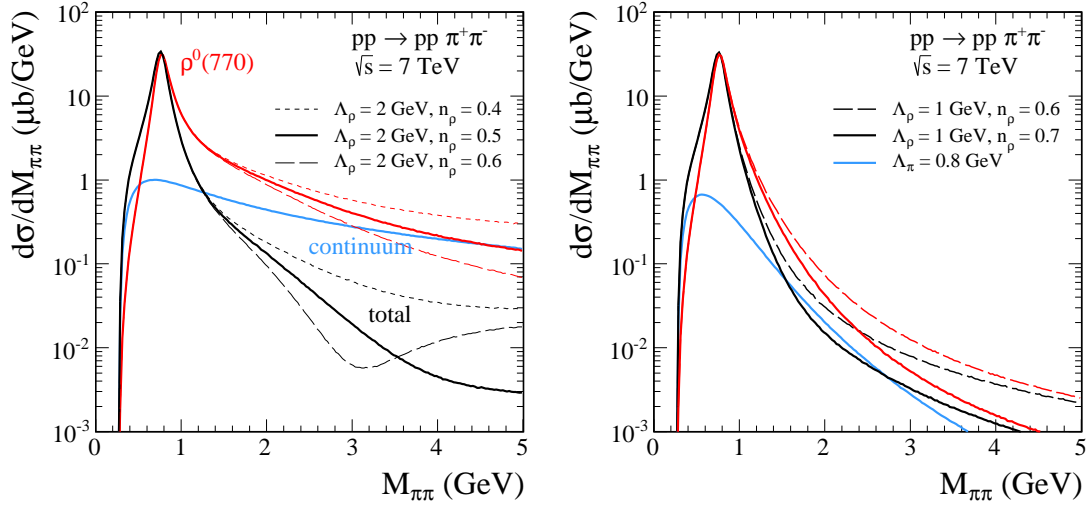 dσ/dM_ππ (μb/GeV)
10²
10
1
10⁻¹
10⁻²
10⁻³
ρ⁰(770)
pp → pp π⁺π⁻
√s = 7 TeV
Λ_ρ = 2 GeV, n_ρ = 0.4
Λ_ρ = 2 GeV, n_ρ = 0.5
Λ_ρ = 2 GeV, n_ρ = 0.6
continuum
total
0 1 2 3 4 5
M_ππ (GeV)
dσ/dM_ππ (μb/GeV)
10²
10
1
10⁻¹
10⁻²
10⁻³
pp → pp π⁺π⁻
√s = 7 TeV
Λ_ρ = 1 GeV, n_ρ = 0.6
Λ_ρ = 1 GeV, n_ρ = 0.7
Λ_π = 0.8 GeV
0 1 2 3 4 5
M_ππ (GeV)